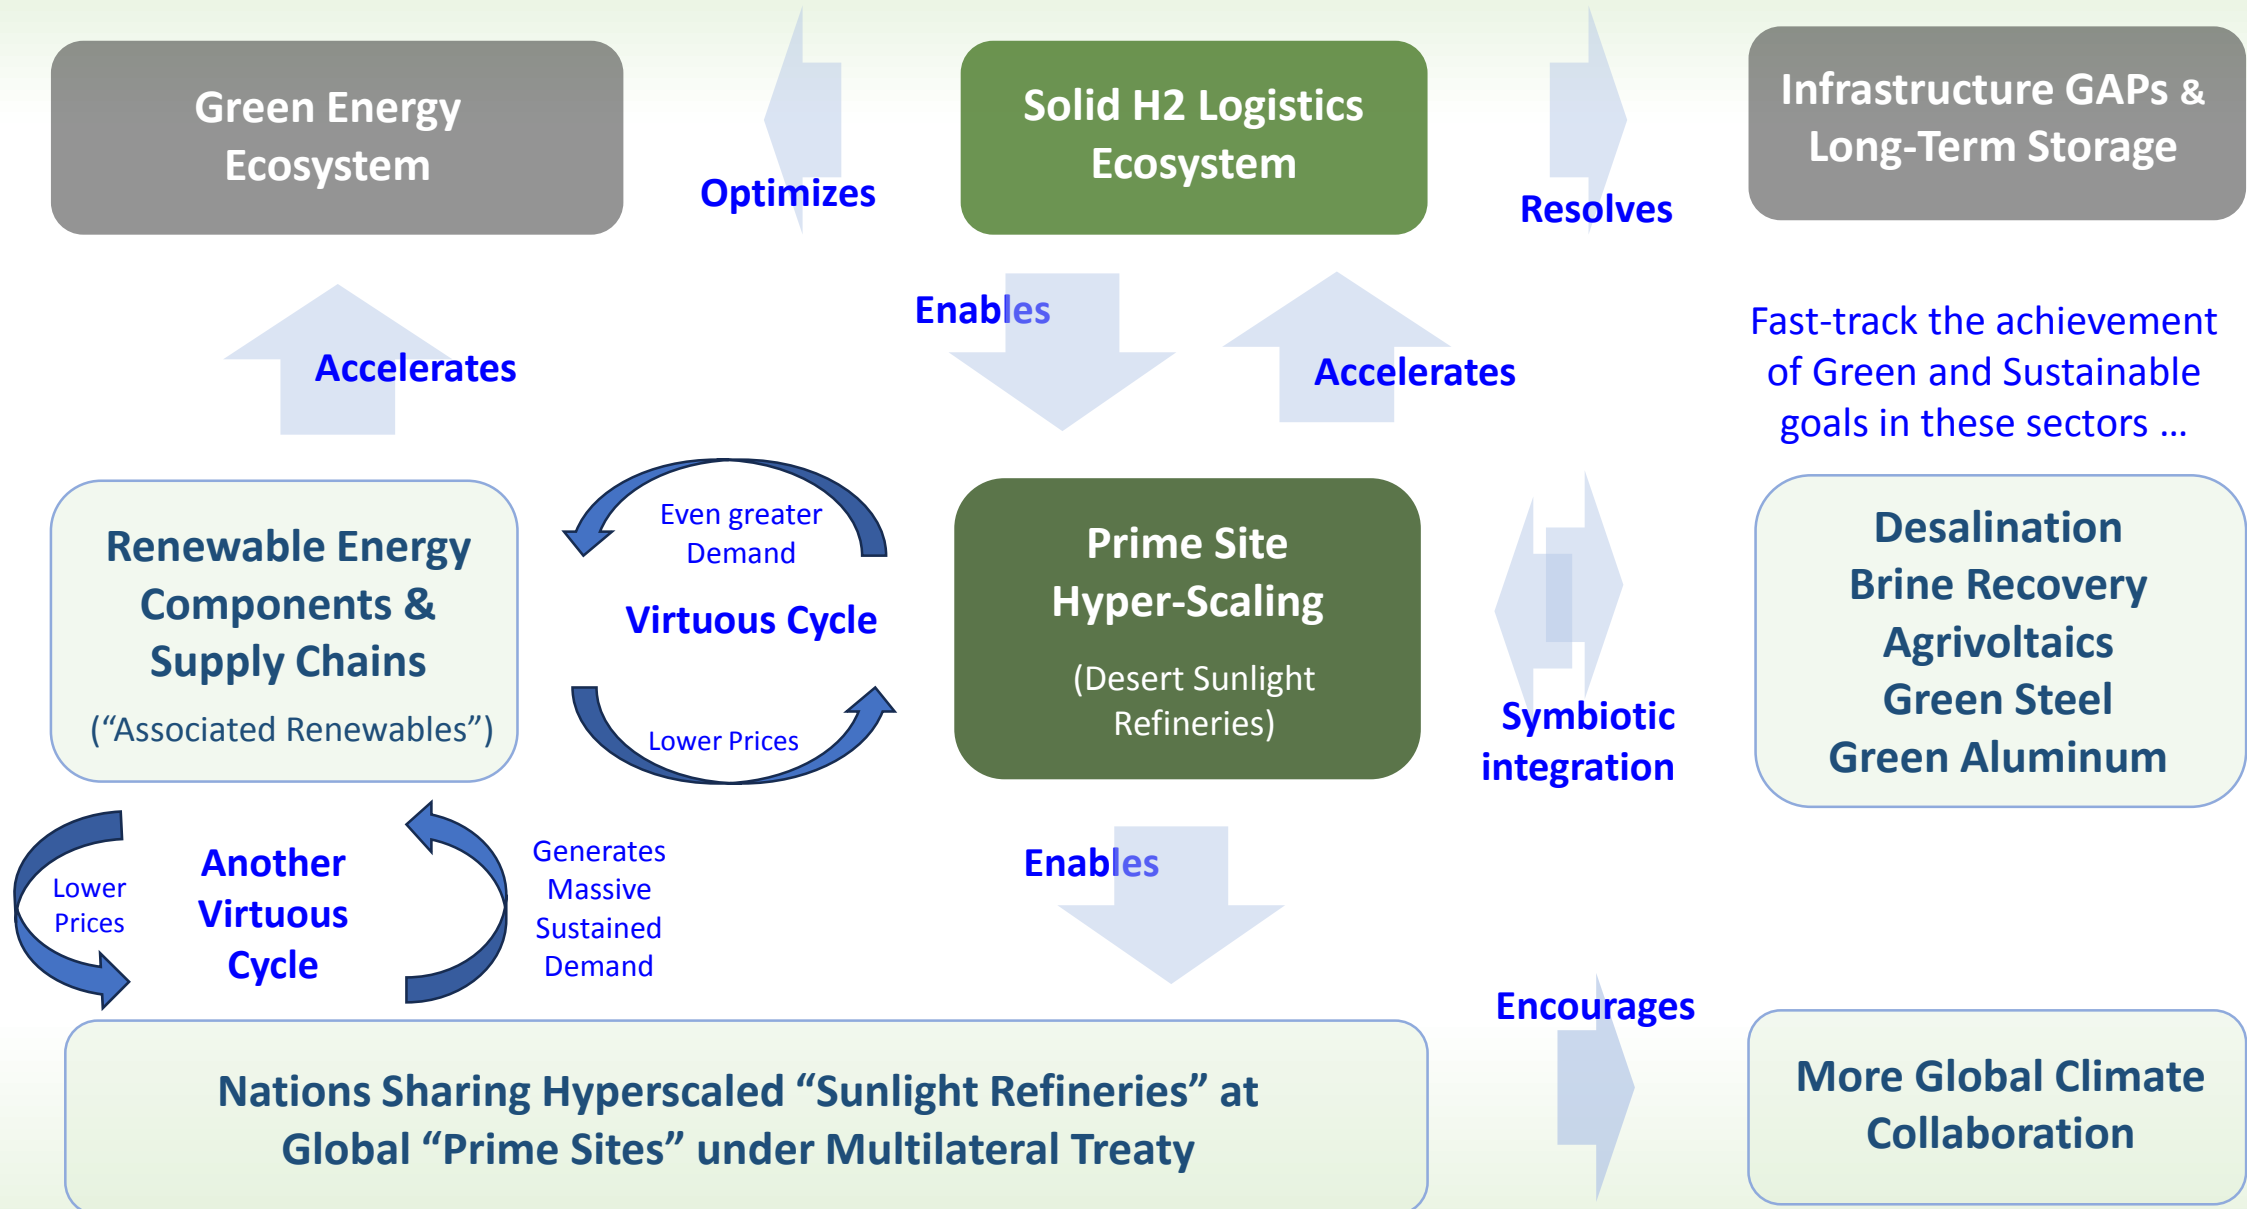 Green Energy
Ecosystem
Optimizes
Solid H2 Logistics
Ecosystem
Resolves
Infrastructure GAPs &
Long-Term Storage
Accelerates
Enables
Accelerates
Fast-track the achievement
of Green and Sustainable
goals in these sectors ...
Renewable Energy
Components &
Supply Chains
(“Associated Renewables”)
Even greater
Demand
Virtuous Cycle
Lower Prices
Prime Site
Hyper-Scaling
(Desert Sunlight
Refineries)
Symbiotic
integration
Desalination
Brine Recovery
Agrivoltaics
Green Steel
Green Aluminum
Lower
Prices
Another
Virtuous
Cycle
Generates
Massive
Sustained
Demand
Enables
Nations Sharing Hyperscaled “Sunlight Refineries” at
Global “Prime Sites” under Multilateral Treaty
Encourages
More Global Climate
Collaboration